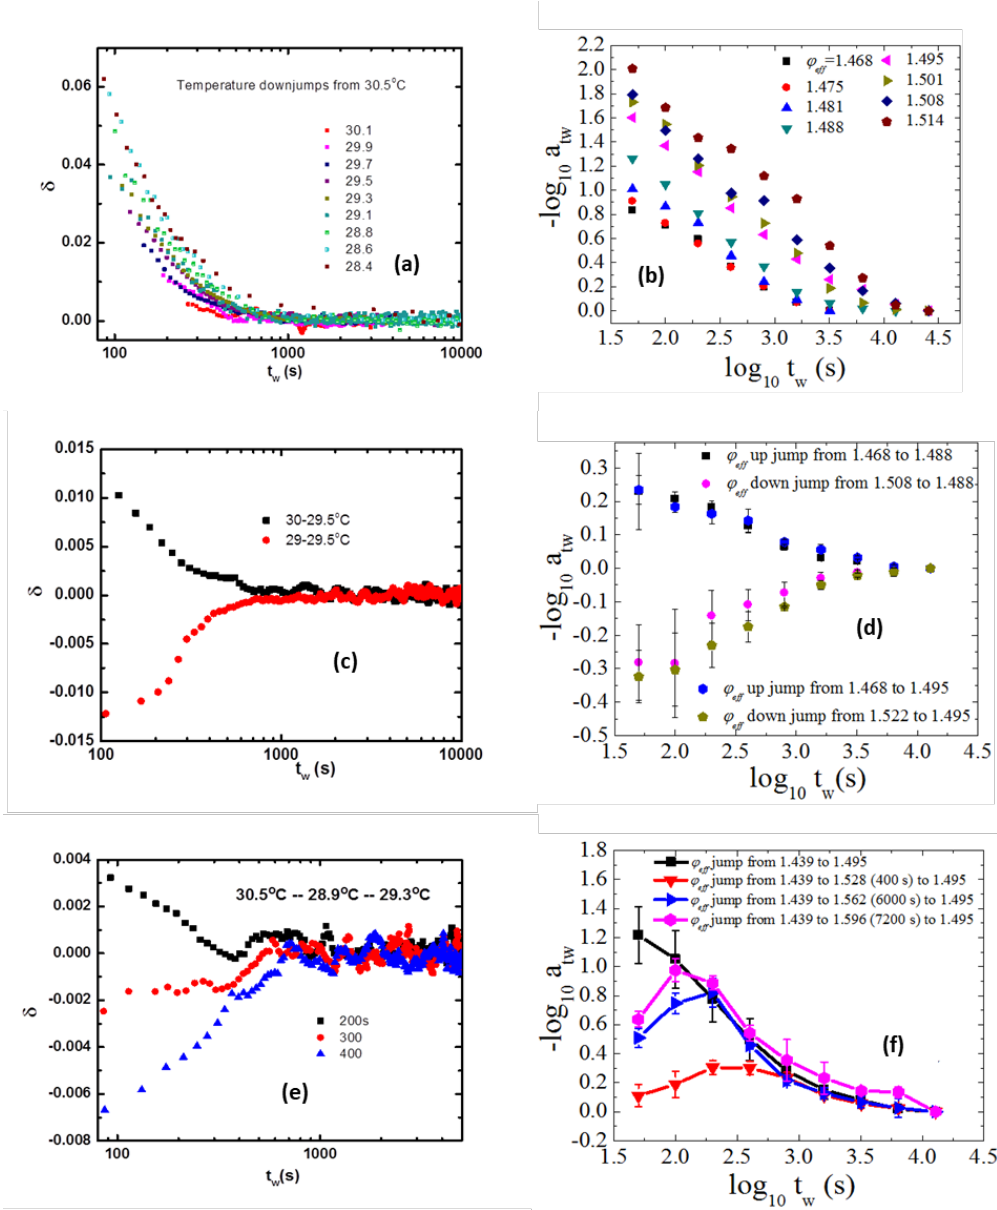 0.06
0.04
0.02
0.00
δ
Temperature downjumps from 30.5°C
30.1
29.9
29.7
29.5
29.3
29.1
28.8
28.6
28.4
(a)
100
1000
10000
t_w (s)
2.2
2.0
1.8
1.6
1.4
1.2
1.0
0.8
0.6
0.4
0.2
0.0
-log₁₀ a_tw
φ_eff=1.468
1.475
1.481
1.488
1.495
1.501
1.508
1.514
(b)
1.5 2.0 2.5 3.0 3.5 4.0 4.5
log₁₀ t_w (s)
0.015
0.010
0.005
0.000
-0.005
-0.010
-0.015
δ
30-29.5°C
29-29.5°C
(c)
100
1000
10000
t_w (s)
0.3
0.2
0.1
0.0
-0.1
-0.2
-0.3
-0.4
-0.5
-log₁₀ a_tw
φ_eff up jump from 1.468 to 1.488
φ_eff down jump from 1.508 to 1.488
(d)
φ_eff up jump from 1.468 to 1.495
φ_eff down jump from 1.522 to 1.495
1.5 2.0 2.5 3.0 3.5 4.0 4.5
log₁₀ t_w(s)
0.004
0.002
0.000
-0.002
-0.004
-0.006
-0.008
δ
30.5°C -- 28.9°C -- 29.3°C
200s
300
400
(e)
100
1000
t_w(s)
1.8
1.6
1.4
1.2
1.0
0.8
0.6
0.4
0.2
0.0
-0.2
-log₁₀ a_tw
φ_eff jump from 1.439 to 1.495
φ_eff jump from 1.439 to 1.528 (400 s) to 1.495
φ_eff jump from 1.439 to 1.562 (6000 s) to 1.495
φ_eff jump from 1.439 to 1.596 (7200 s) to 1.495
(f)
1.5 2.0 2.5 3.0 3.5 4.0 4.5
log₁₀ t_w (s)